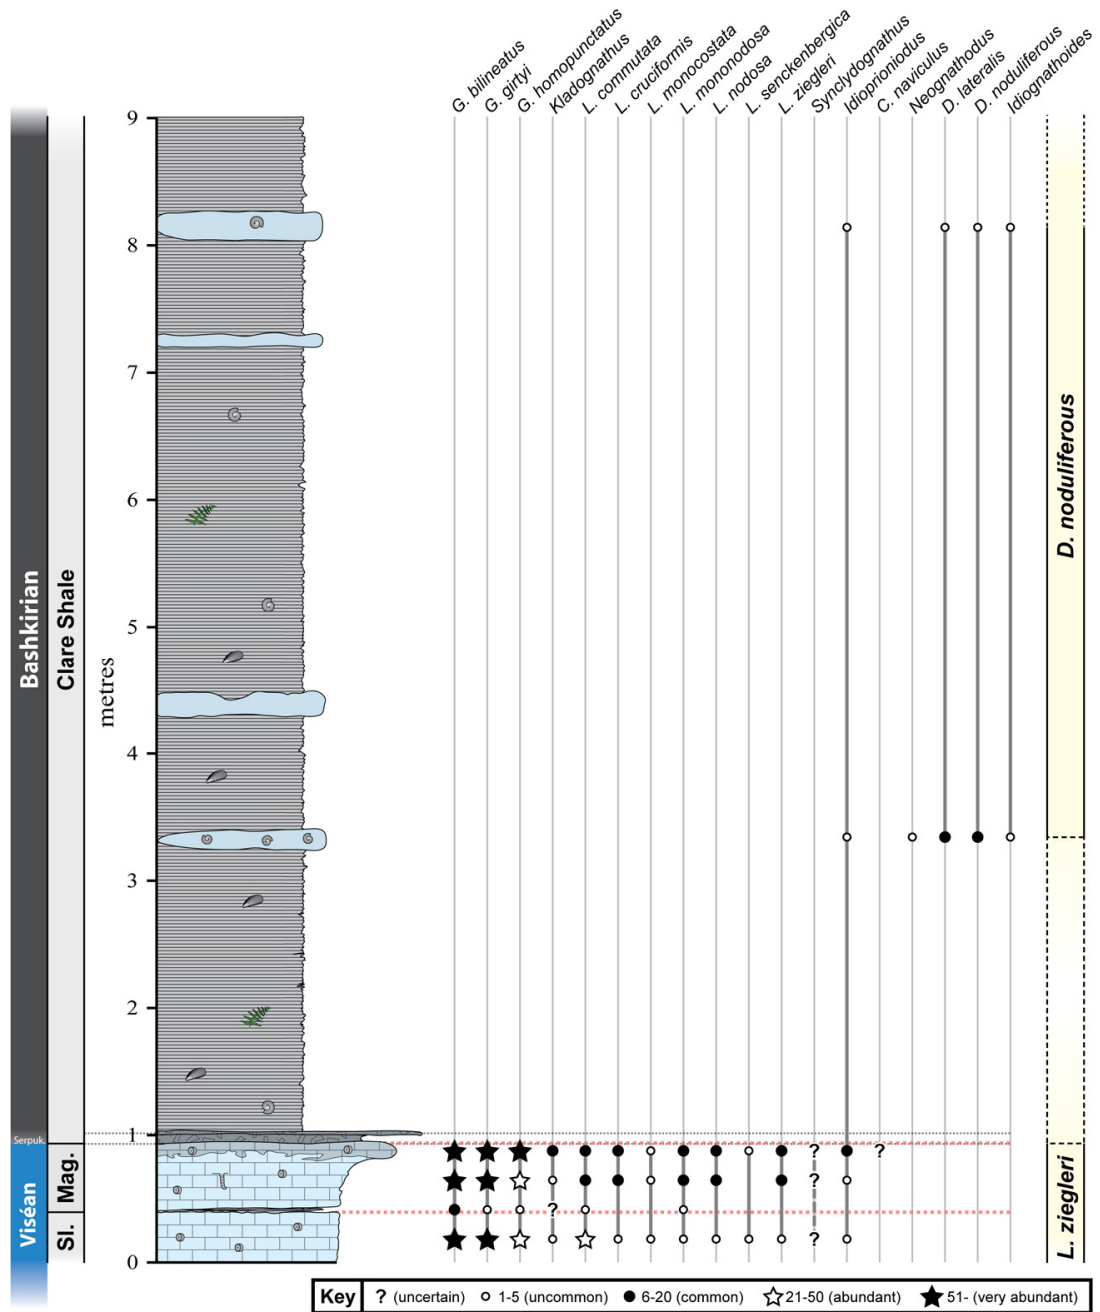 G. bilineatus
G. girtyi
G. homopunctatus
Kladognathus
L. commutata
L. cruciformis
L. monocostata
L. mononodosa
L. nodosa
L. senckenbergica
L. ziegleri
Synclydognathus
Idioprioniodus
C. naviculus
Neognathodus
D. lateralis
D. noduliferous
Idiognathoides
Bashkirian
Serpuk.
Viséan
Clare Shale
Mag.
Sl.
metres
9
8
7
6
5
4
3
2
1
0
? ?
?
?
?
D. noduliferous
L. ziegleri
Key ? (uncertain) 1-5 (uncommon) 6-20 (common) 21-50 (abundant) 51- (very abundant)